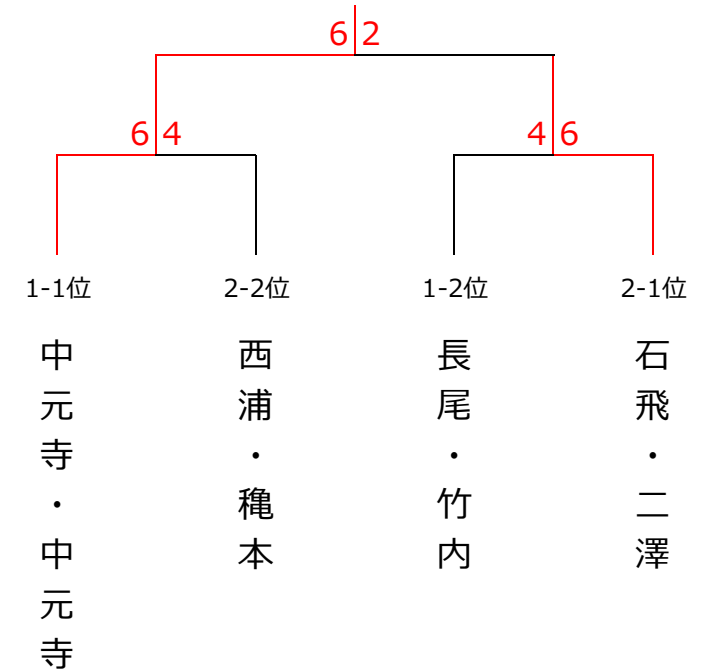 6 2
6 4
4 6
1-1位
2-2位
1-2位
2-1位
中元寺・中元寺
西浦・穐本
長尾・竹内
石飛・二澤